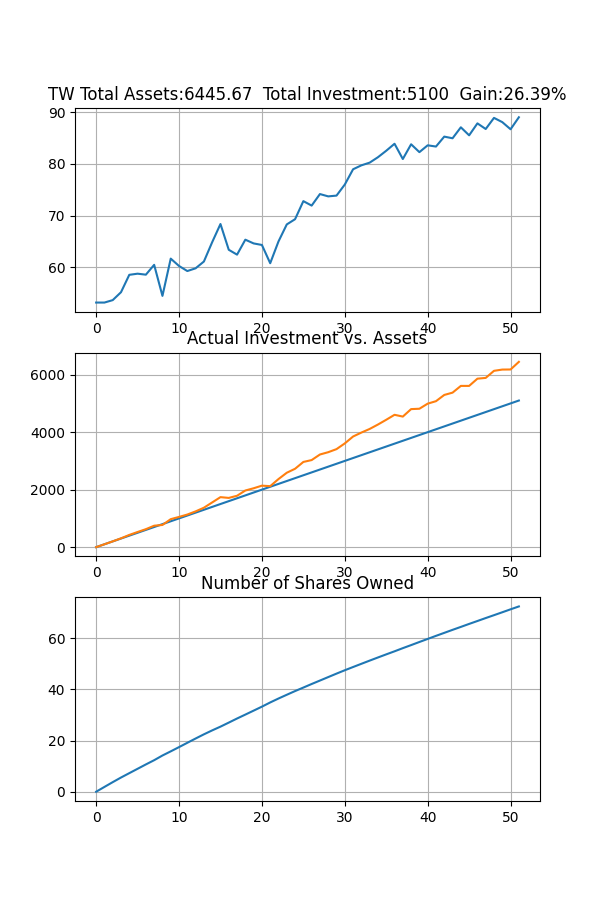 TW Total Assets:6445.67  Total Investment:5100  Gain:26.39%
90
80
70
60
0 10 20 30 40 50
Actual Investment vs. Assets
6000
4000
2000
0
0 10 20 30 40 50
Number of Shares Owned
60
40
20
0
0 10 20 30 40 50